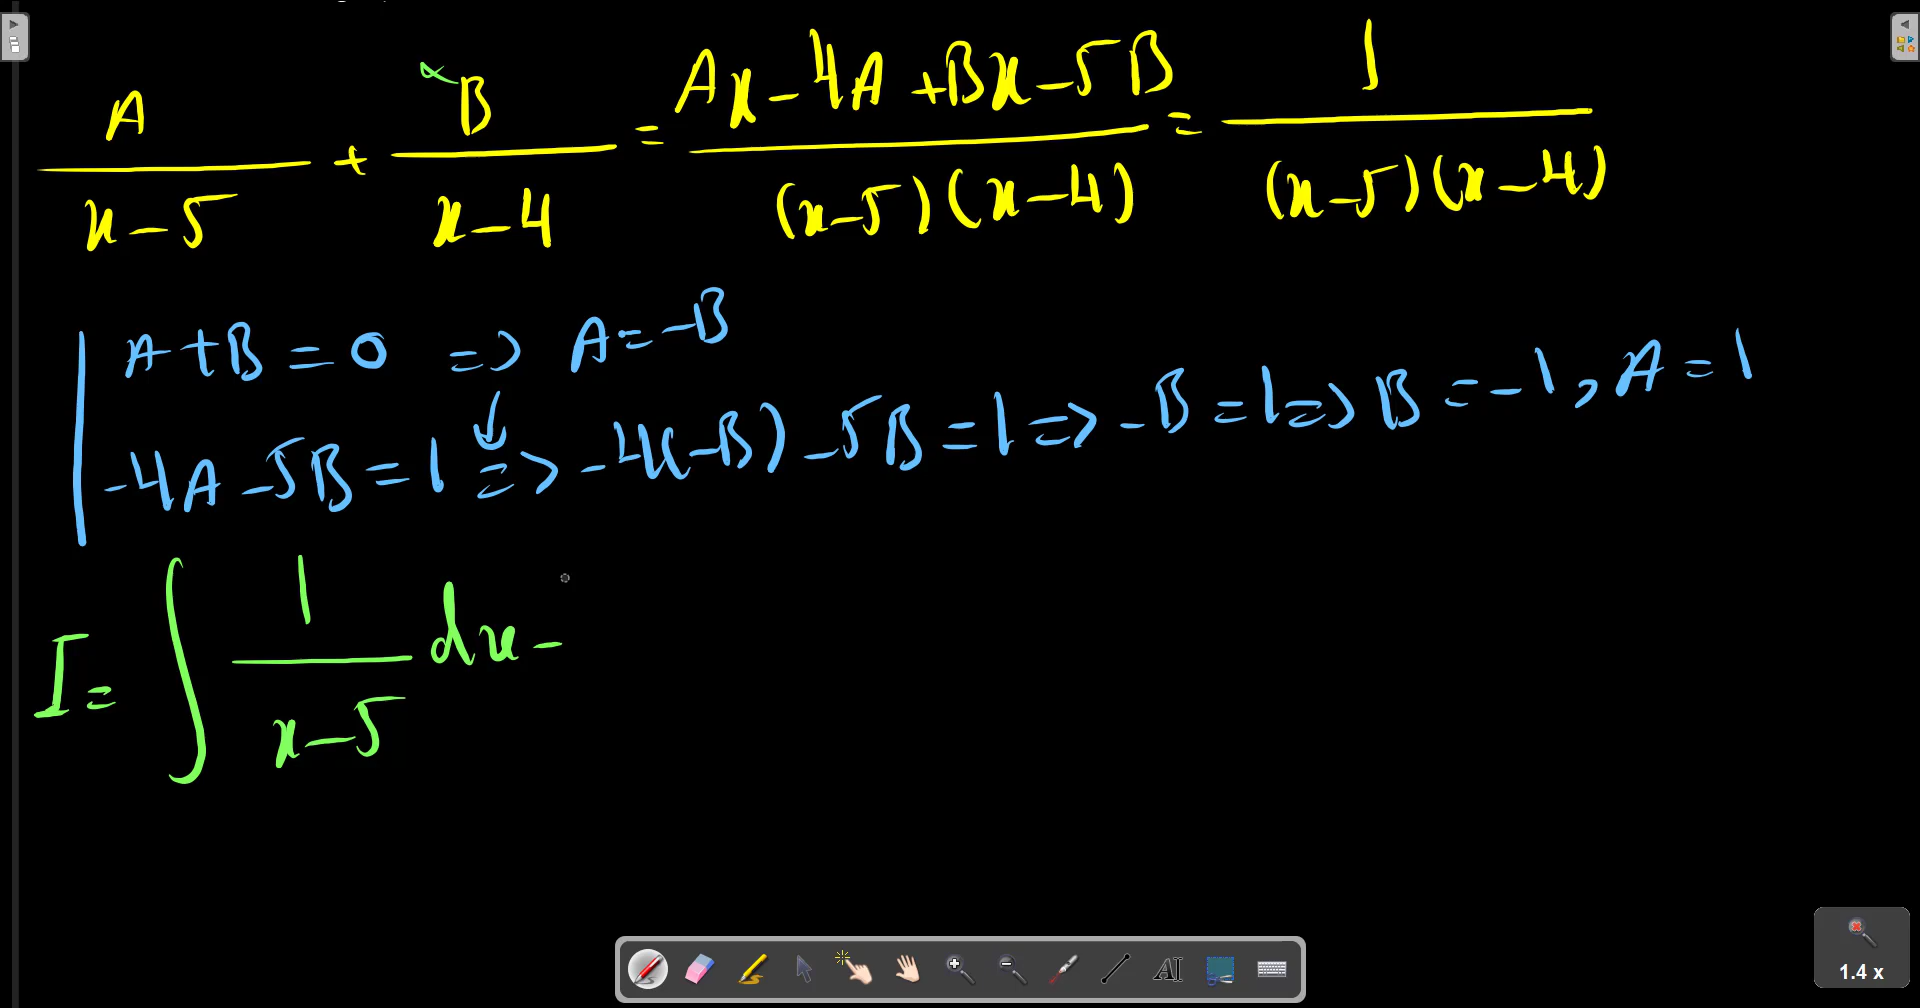 A/(x-5) + B/(x-4) = (Ax-4A+Bx-5B)/((x-5)(x-4)) = 1/((x-5)(x-4))
A+B=0 => A=-B
-4A-5B=1 => -4(-B)-5B=1 => -B=1 => B=-1, A=1
I= ∫ 1/(x-5) dx -
AI
1.4 x